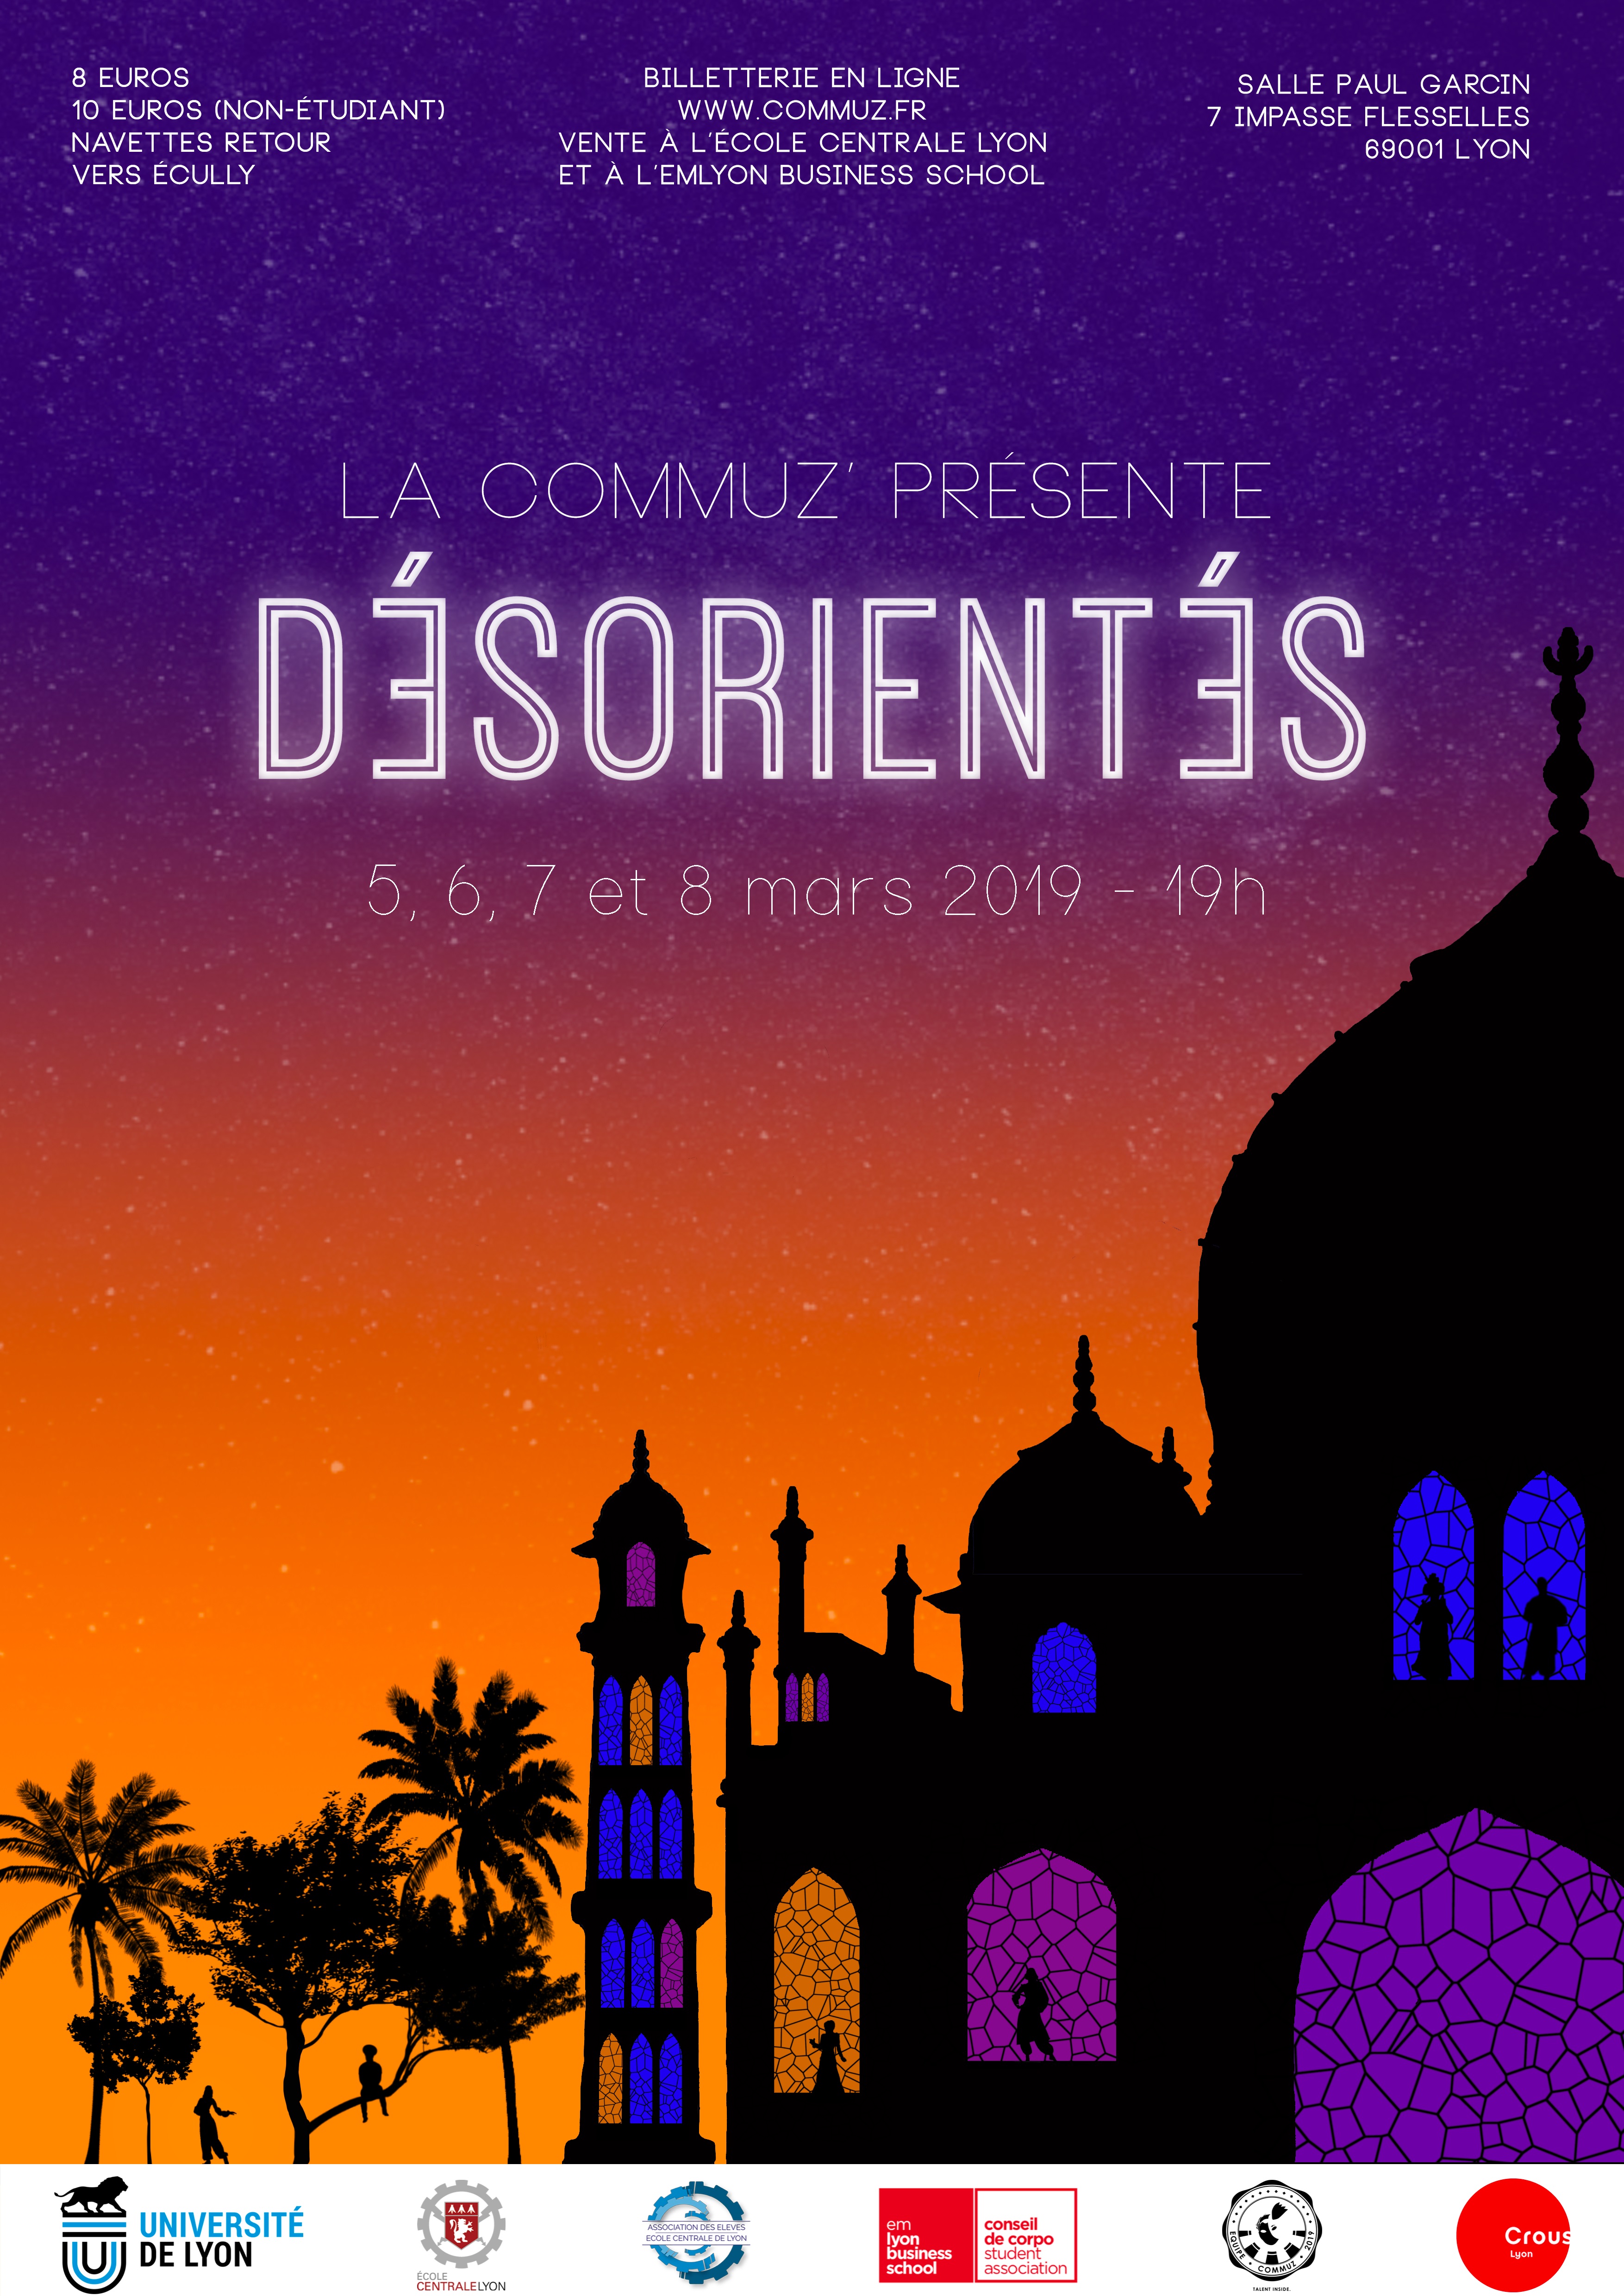 8 EUROS
10 EUROS (NON-ÉTUDIANT)
NAVETTES RETOUR
VERS ÉCULLY
BILLETTERIE EN LIGNE
WWW.COMMUZ.FR
VENTE À L'ÉCOLE CENTRALE LYON
ET À L'EMLYON BUSINESS SCHOOL
SALLE PAUL GARCIN
7 IMPASSE FLESSELLES
69001 LYON
LA COMMUZ' PRÉSENTE
DÉSORIENTÉS
5, 6, 7 et 8 mars 2019 - 19h
UNIVERSITÉ
DE LYON
ÉCOLE
CENTRALELYON
ASSOCIATION DES ELEVES
ECOLE CENTRALE DE LYON
em
lyon
business
school
conseil
de corpo
student
association
EQUIPE COMMUZ 2019
TALENT INSIDE.
Crous
Lyon